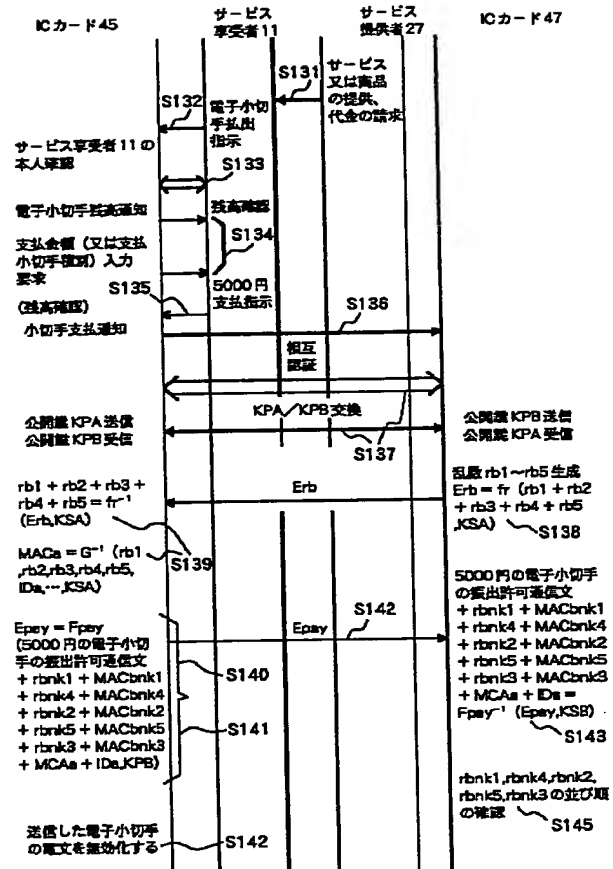 ICカード45
サービス
享受者11
サービス
提供者27
ICカード47
S131
サービス
又は商品
の提供、
代金の請求
S132
電子小切
手払出
指示
サービス享受者11の
本人確認
S133
電子小切手残高通知
残高確認
支払金額（又は支払
小切手種別）入力
要求
S134
S135
5000円
支払指示
(残高確認)
小切手支払通知
S136
相互
認証
KPA／KPB交換
公開鍵KPA送信
公開鍵KPB受信
公開鍵KPB送信
公開鍵KPA受信
S137
rb1 + rb2 + rb3 +
rb4 + rb5 = fr⁻¹
(Erb,KSA)
Erb
乱数rb1～rb5生成
Erb = fr (rb1 + rb2
+ rb3 + rb4 + rb5
,KSA)
S138
MACa = G⁻¹ (rb1
,rb2,rb3,rb4,rb5,
IDa,…,KSA)
S139
5000円の電子小切手
の振出許可通信文
+ rbnk1 + MACbnk1
+ rbnk4 + MACbnk4
+ rbnk2 + MACbnk2
+ rbnk5 + MACbnk5
+ rbnk3 + MACbnk3
+ MCAa + IDa =
Fpay⁻¹ (Epay,KSB)
S143
Epay = Fpay
(5000円の電子小切
手の振出許可通信文
+ rbnk1 + MACbnk1
+ rbnk4 + MACbnk4
+ rbnk2 + MACbnk2
+ rbnk5 + MACbnk5
+ rbnk3 + MACbnk3
+ MCAa + IDa,KPB)
S140
S141
Epay
S142
rbnk1,rbnk4,rbnk2,
rbnk5,rbnk3の並び順
の確認
S145
送信した電子小切手
の電文を無効化する
S142